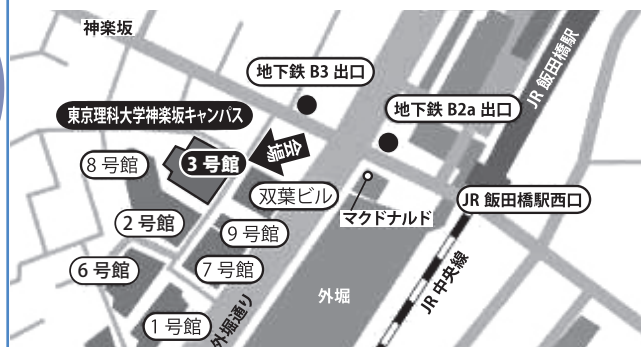 神楽坂
JR 飯田橋駅
地下鉄 B3 出口
地下鉄 B2a 出口
東京理科大学神楽坂キャンパス
会場
3 号館
8 号館
双葉ビル
JR 飯田橋駅西口
マクドナルド
2 号館
9 号館
6 号館
7 号館
JR 中央線
外堀
外堀通り
1 号館